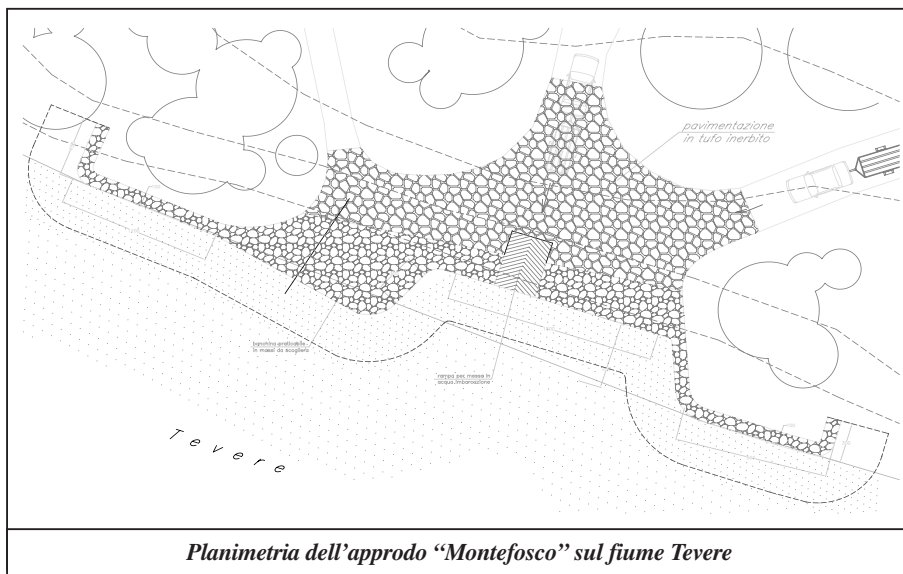 pavimentazione
in tufo inerbito
banchina praticabile
in massi da scogliera
rampa per messa in
acqua imbarcazione
Tevere
Planimetria dell’approdo “Montefosco” sul fiume Tevere